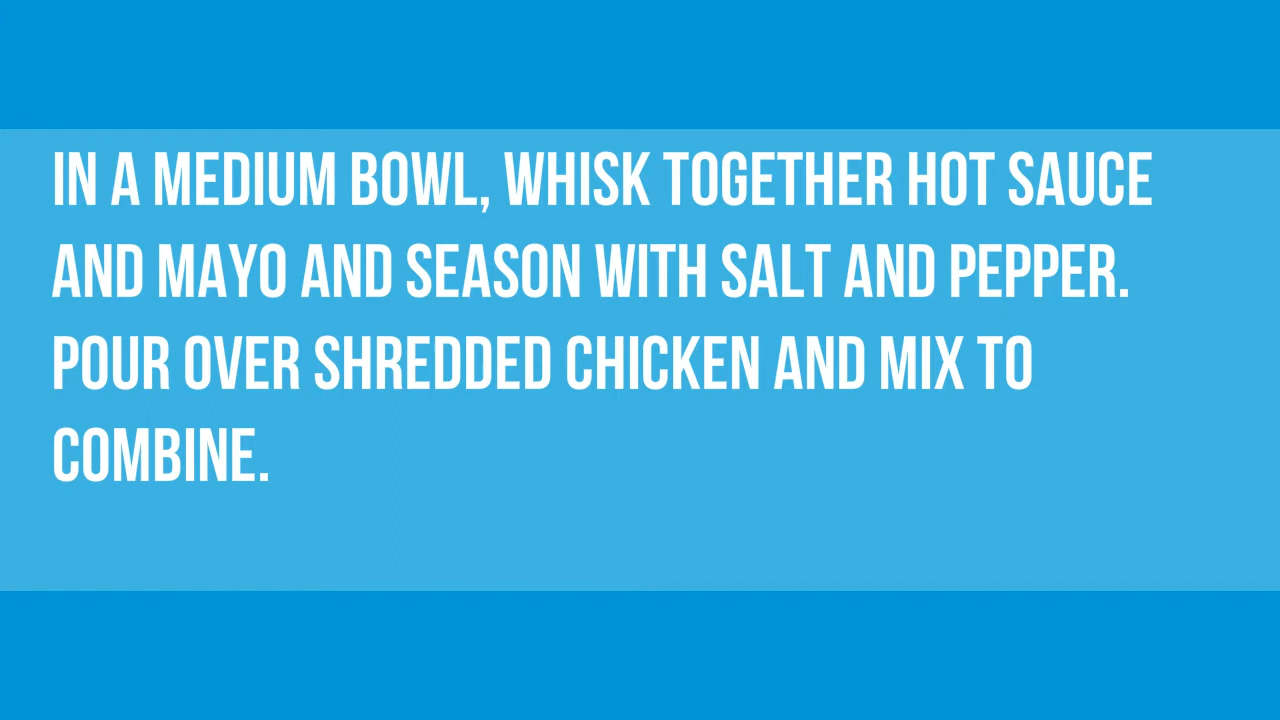 IN A MEDIUM BOWL, WHISK TOGETHER HOT SAUCE
AND MAYO AND SEASON WITH SALT AND PEPPER.
POUR OVER SHREDDED CHICKEN AND MIX TO
COMBINE.